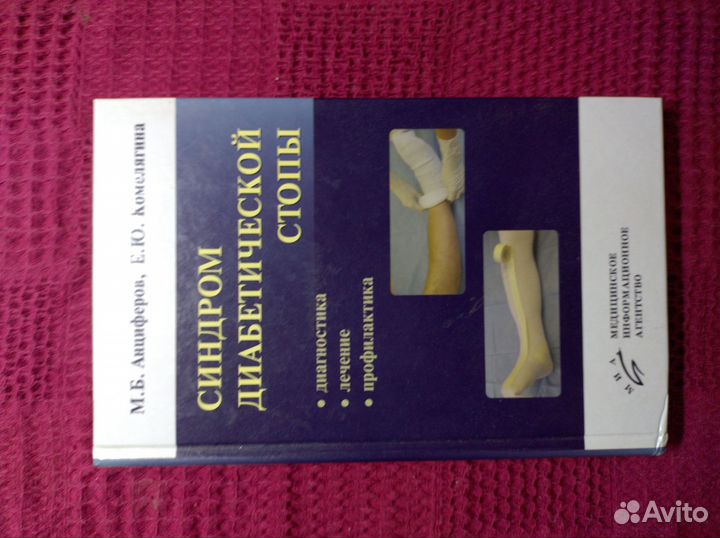 М.Б. Анциферов, Е.Ю. Комелягина
СИНДРОМ
ДИАБЕТИЧЕСКОЙ
СТОПЫ
• диагностика
• лечение
• профилактика
МИА
МЕДИЦИНСКОЕ
ИНФОРМАЦИОННОЕ
АГЕНТСТВО
Avito